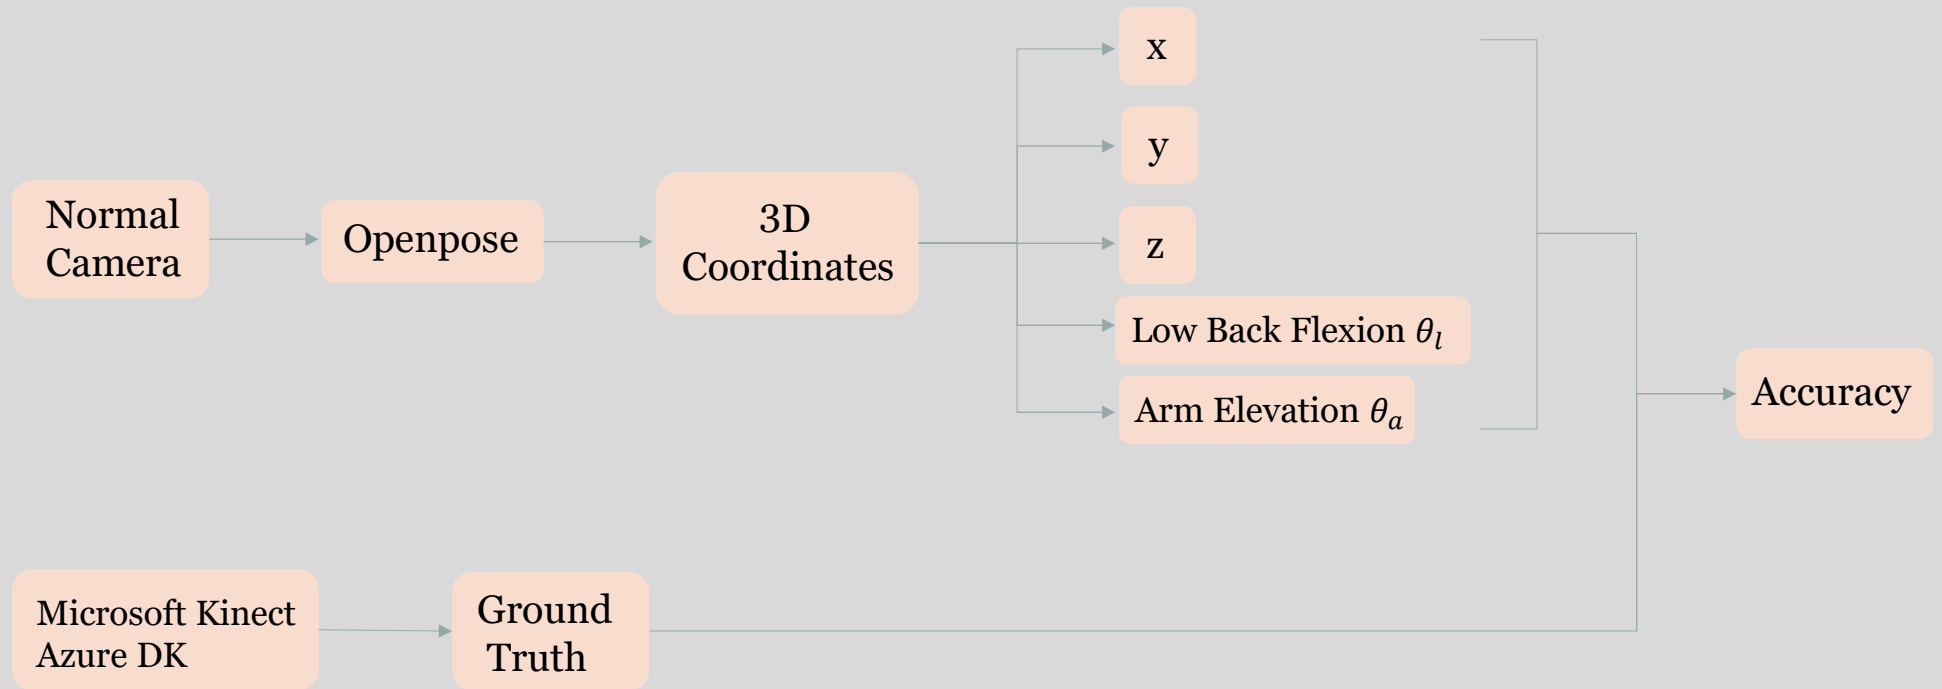 Normal
Camera
Openpose
3D
Coordinates
x
y
z
Low Back Flexion θₗ
Arm Elevation θₐ
Accuracy
Microsoft Kinect
Azure DK
Ground
Truth